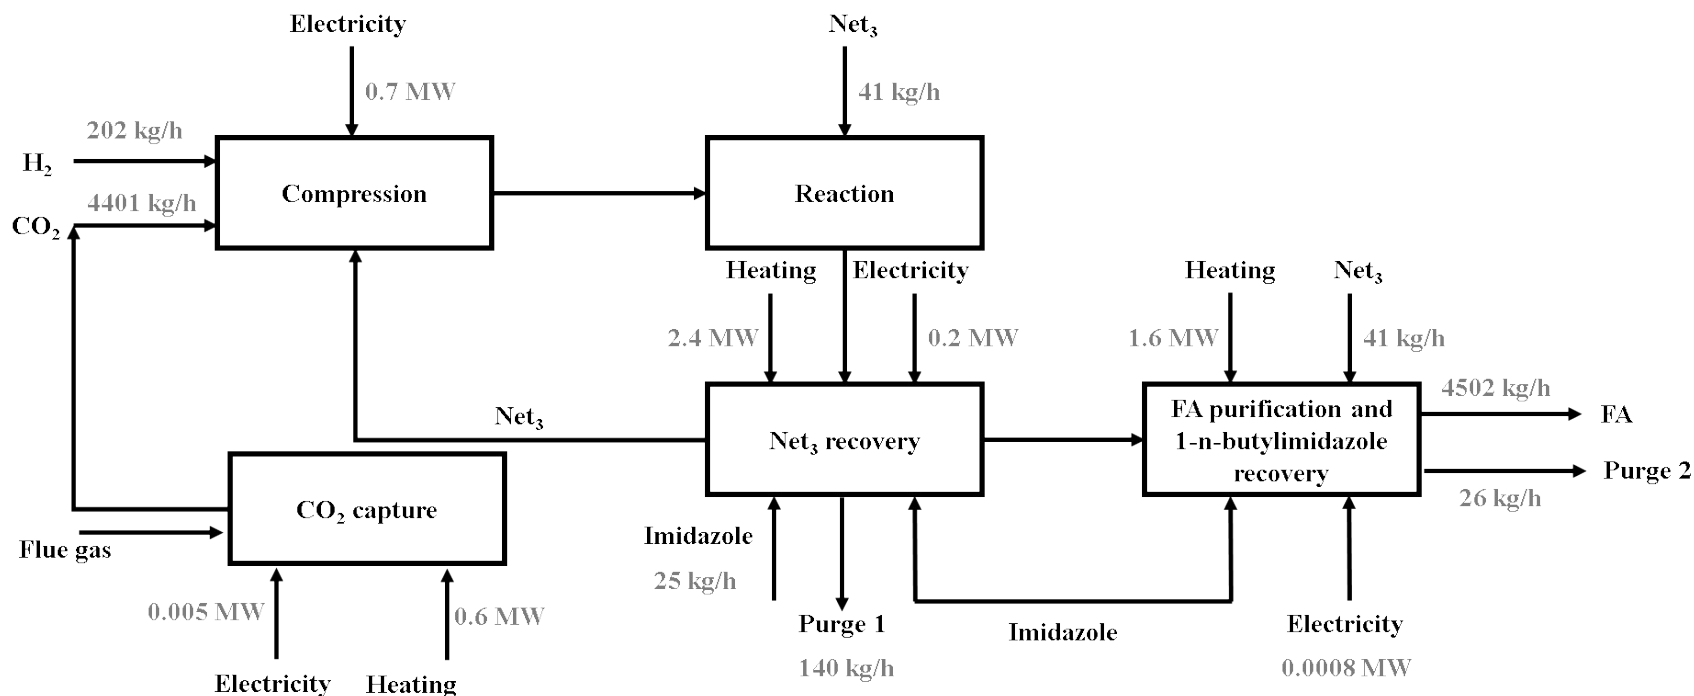 Electricity
Net₃
0.7 MW
41 kg/h
202 kg/h
H₂
Compression
Reaction
4401 kg/h
CO₂
Heating
Electricity
Heating
Net₃
2.4 MW
0.2 MW
1.6 MW
41 kg/h
4502 kg/h
Net₃
Net₃ recovery
FA purification and
1-n-butylimidazole
recovery
FA
Purge 2
26 kg/h
CO₂ capture
Flue gas
Imidazole
25 kg/h
0.005 MW
0.6 MW
Purge 1
140 kg/h
Imidazole
Electricity
0.0008 MW
Electricity
Heating